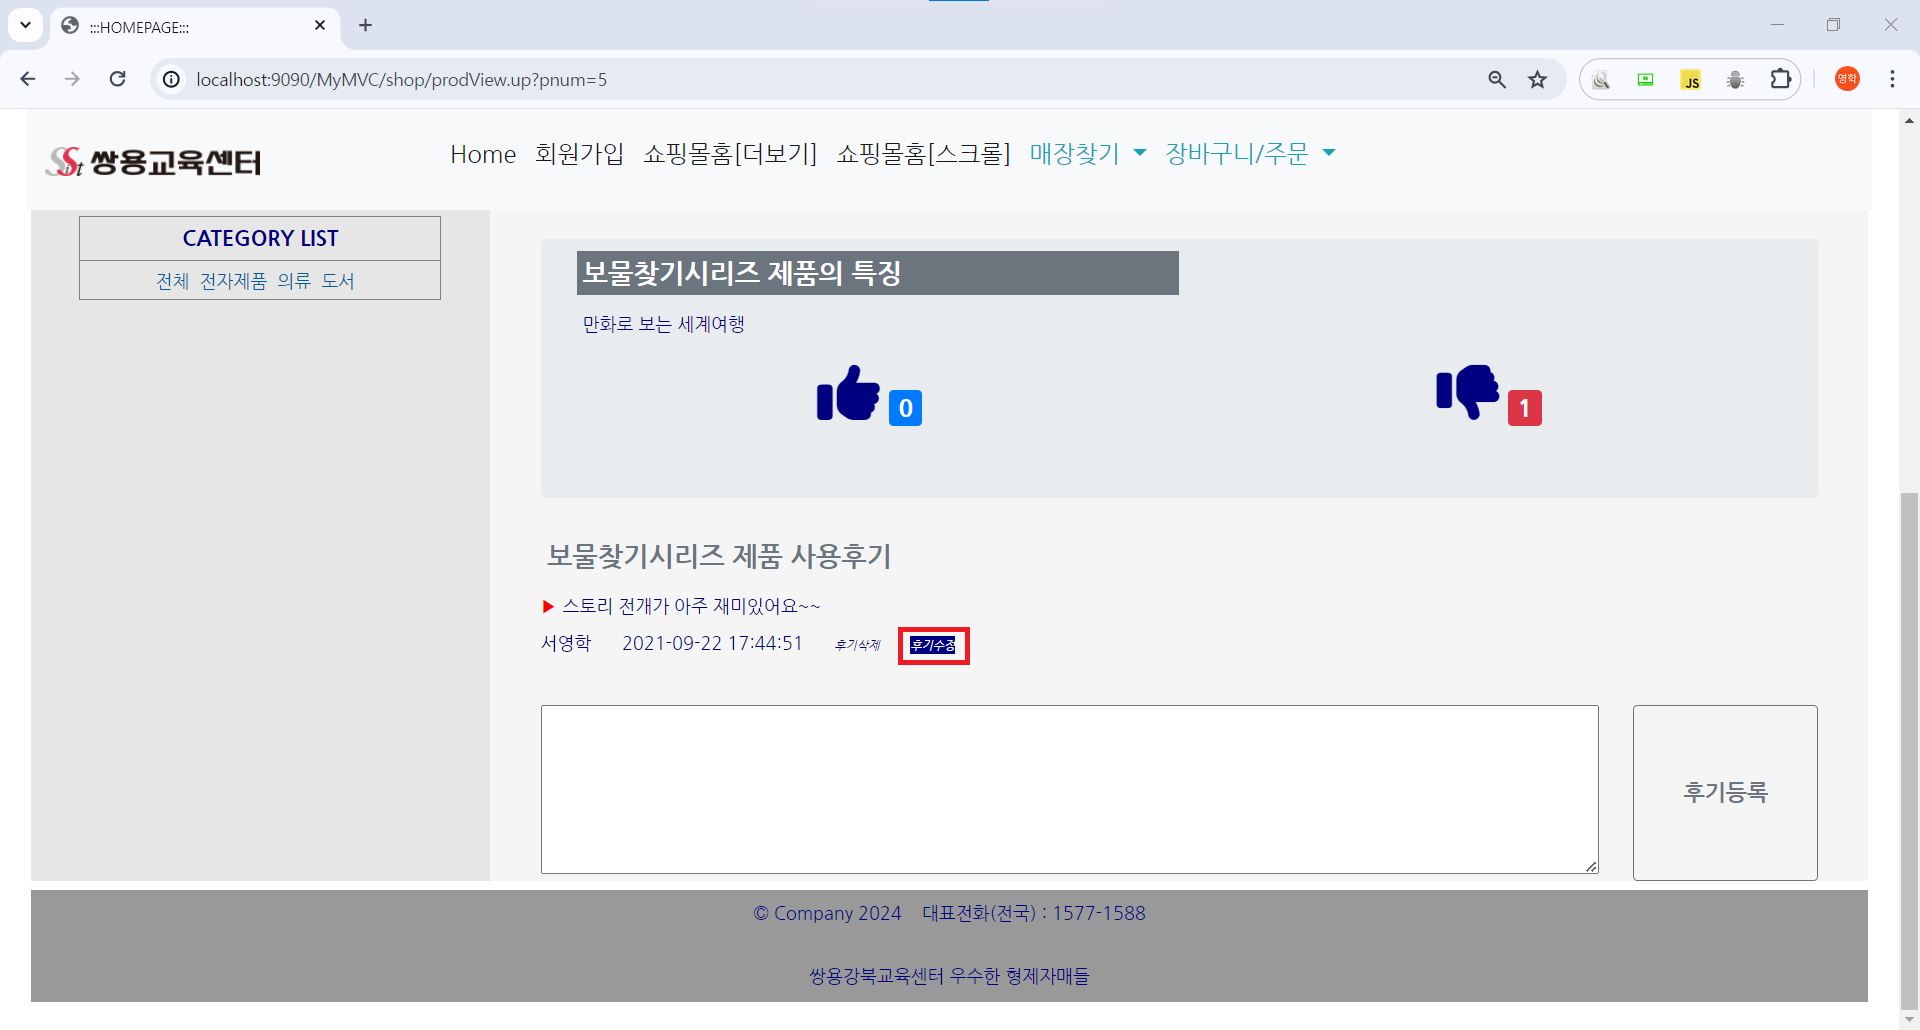 :::HOMEPAGE:::
localhost:9090/MyMVC/shop/prodView.up?pnum=5
JS
영학
Sist 쌍용교육센터
Home 회원가입 쇼핑몰홈[더보기] 쇼핑몰홈[스크롤] 매장찾기 장바구니/주문
CATEGORY LIST
전체 전자제품 의류 도서
보물찾기시리즈 제품의 특징
만화로 보는 세계여행
0
1
보물찾기시리즈 제품 사용후기
▶ 스토리 전개가 아주 재미있어요~~
서영학 2021-09-22 17:44:51 후기삭제 후기수정
후기등록
© Company 2024 대표전화(전국) : 1577-1588
쌍용강북교육센터 우수한 형제자매들